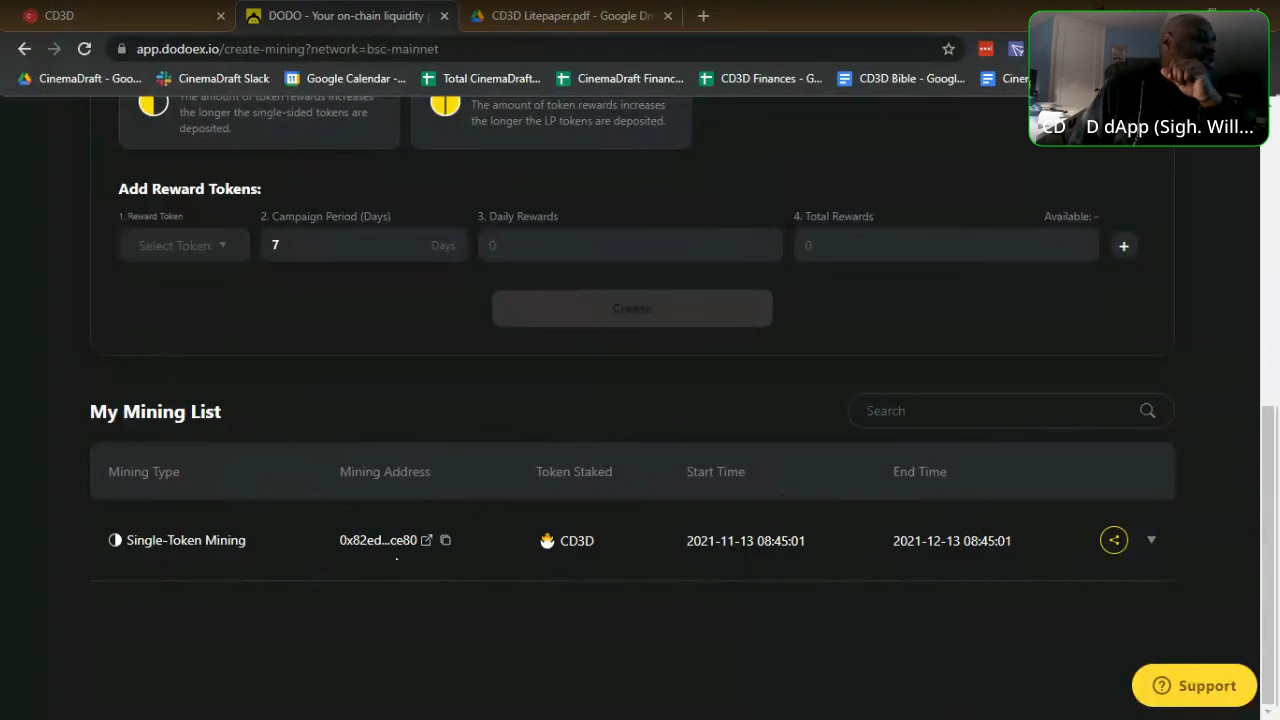 CD3D
DODO - Your on-chain liquidity p
CD3D Litepaper.pdf - Google Dri
app.dodoex.io/create-mining?network=bsc-mainnet
CinemaDraft - Goo...
CinemaDraft Slack
Google Calendar -...
Total CinemaDraft...
CinemaDraft Financ...
CD3D Finances - G...
CD3D Bible - Googl...
Ciner
CD
D dApp (Sigh. Will...
The amount of token rewards increases
the longer the single-sided tokens are
deposited.
The amount of token rewards increases
the longer the LP tokens are deposited.
Add Reward Tokens:
1. Reward Token
2. Campaign Period (Days)
3. Daily Rewards
4. Total Rewards
Available: -
Select Token
7
Days
0
0
+
Create
My Mining List
Search
Mining Type
Mining Address
Token Staked
Start Time
End Time
Single-Token Mining
0x82ed...ce80
CD3D
2021-11-13 08:45:01
2021-12-13 08:45:01
Support